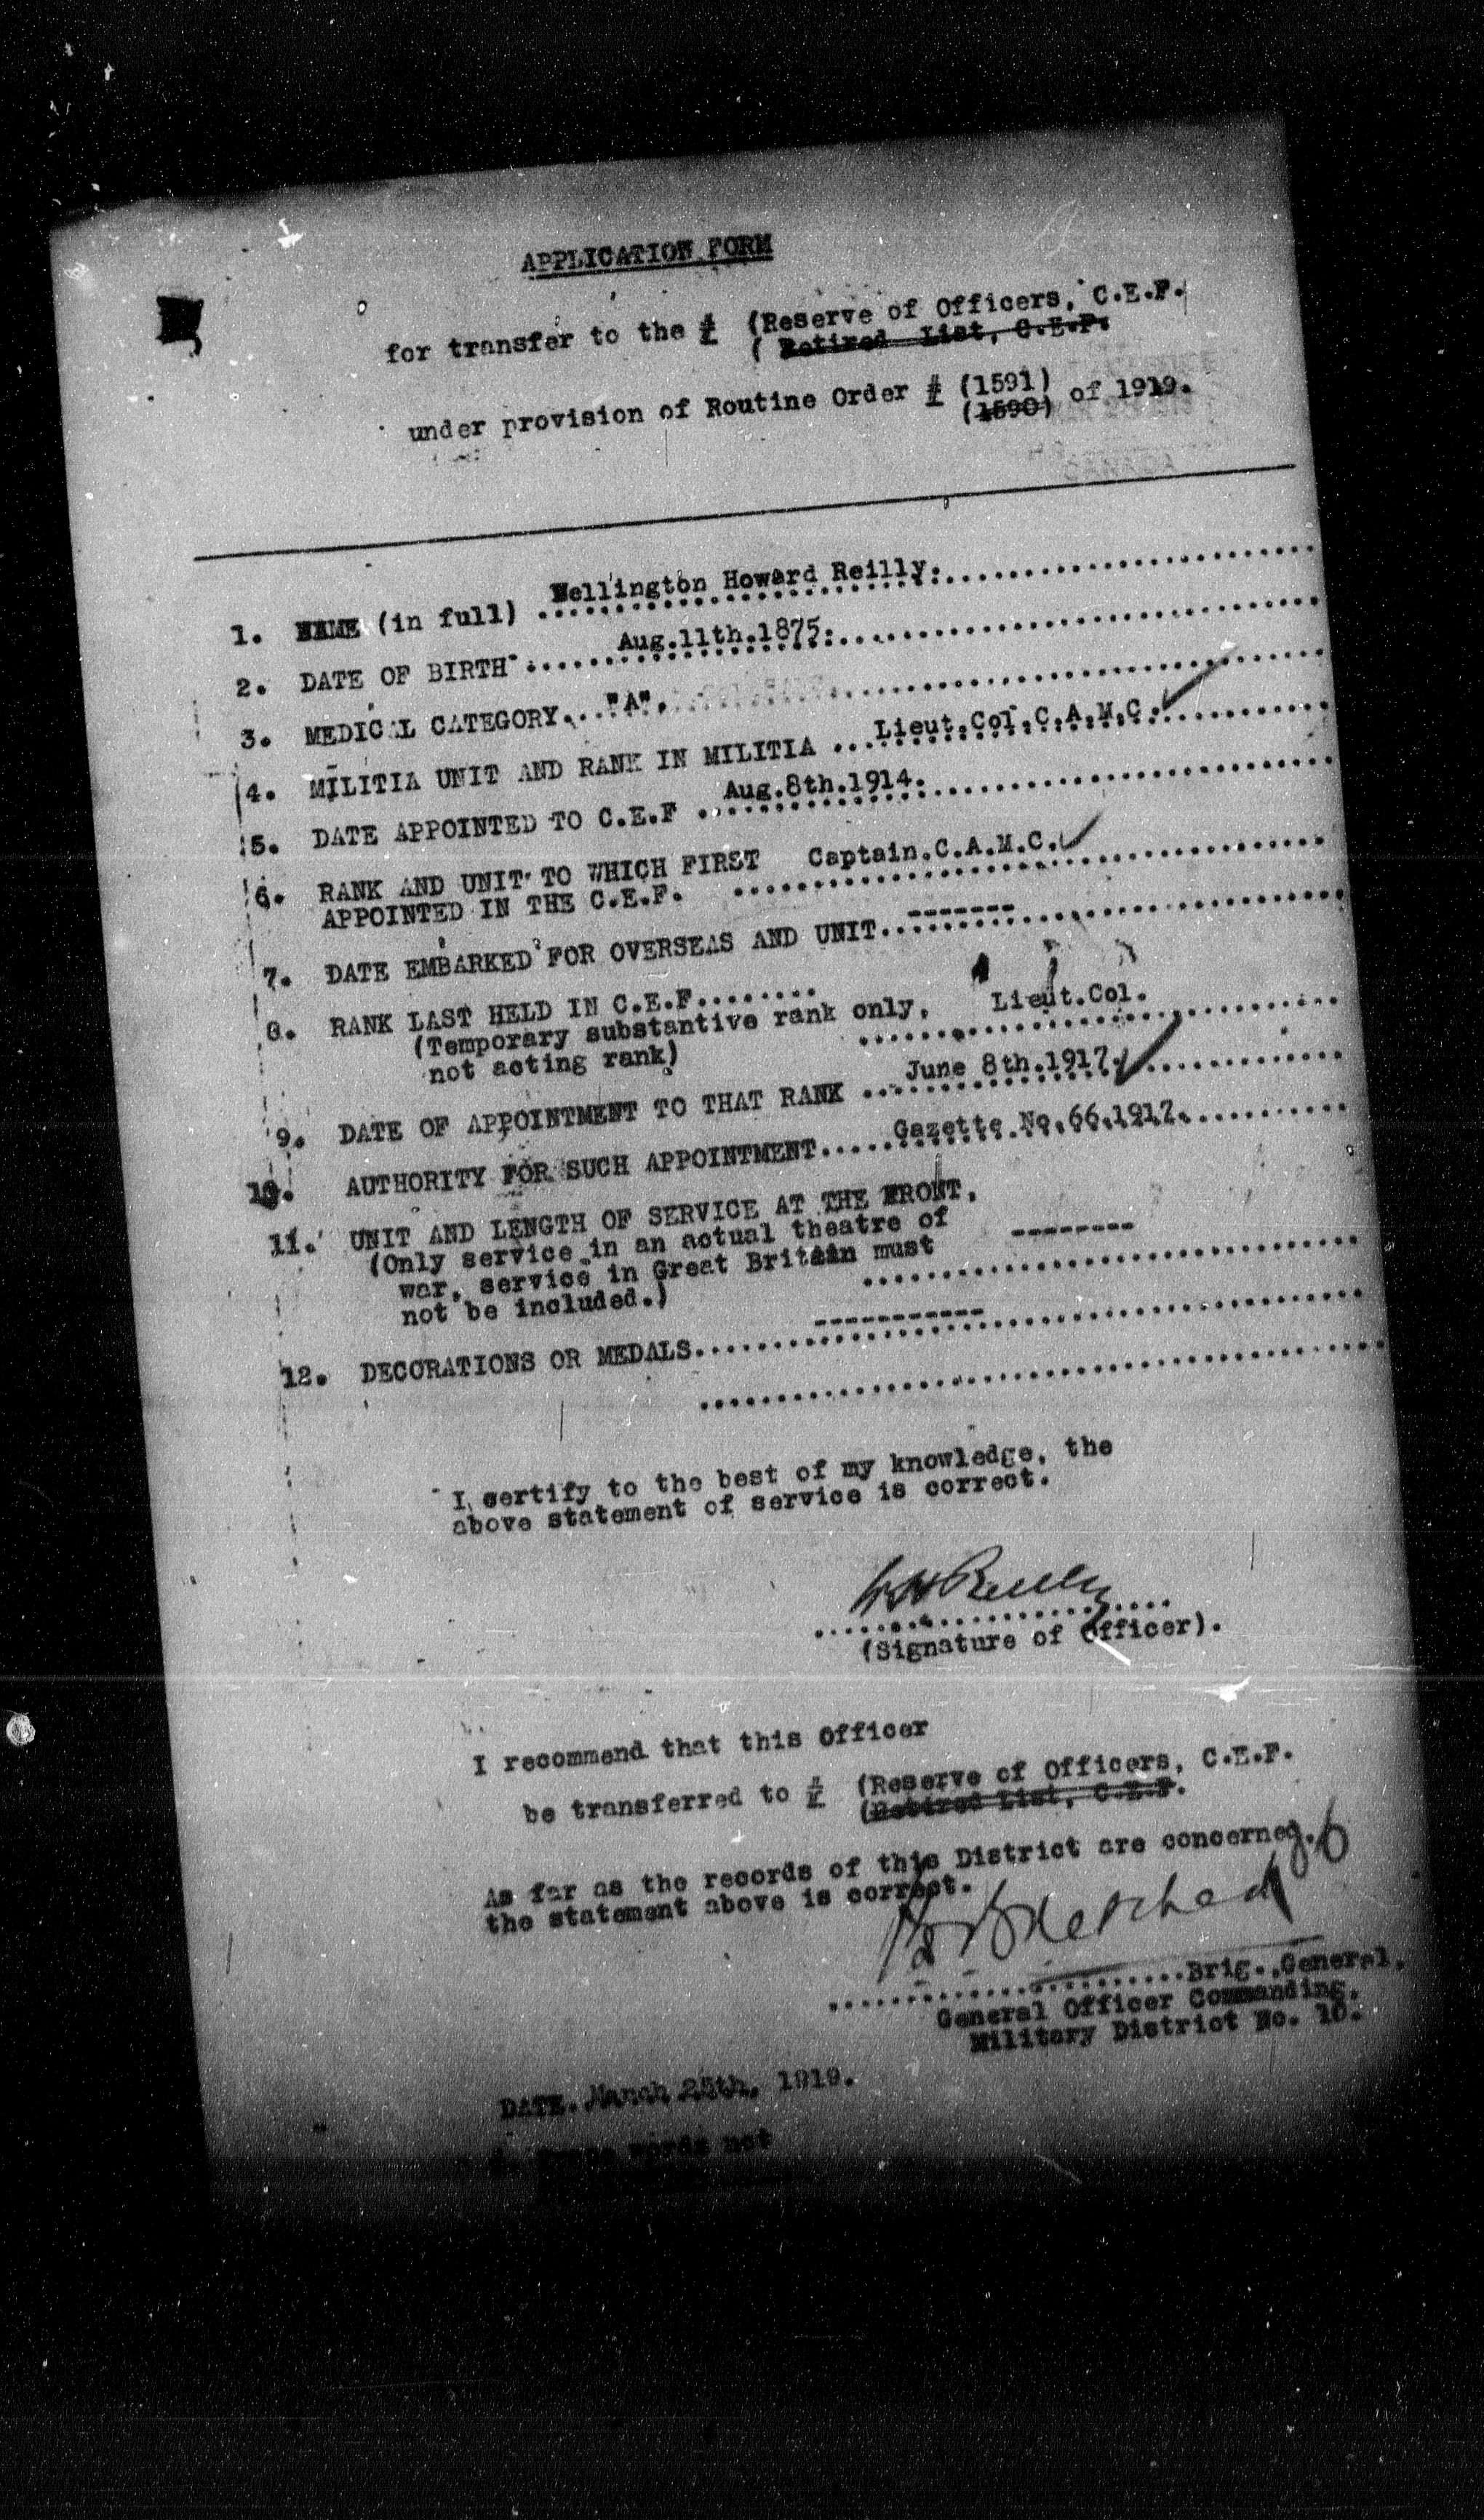 APPLICATION FORM
for transfer to the # (Reserve of Officers, C.E.F.
( Retired List, C.E.F.
under provision of Routine Order # (1591) of 1919.
(1590)
CANADA
1. NAME (in full) .....Wellington Howard Reilly.....
2. DATE OF BIRTH .....Aug.11th.1875.....
3. MEDICAL CATEGORY..."A".....
4. MILITIA UNIT AND RANK IN MILITIA ...Lieut.Col.C.A.M.C......
5. DATE APPOINTED TO C.E.F ...Aug.8th.1914.....
6. RANK AND UNIT TO WHICH FIRST Captain.C.A.M.C.
APPOINTED IN THE C.E.F. .....
7. DATE EMBARKED FOR OVERSEAS AND UNIT...-------.....
8. RANK LAST HELD IN C.E.F........
(Temporary substantive rank only, Lieut.Col.
not acting rank) .....
9. DATE OF APPOINTMENT TO THAT RANK ...June 8th.1917.....
10. AUTHORITY FOR SUCH APPOINTMENT.....Gazette No.66.1917.....
11. UNIT AND LENGTH OF SERVICE AT THE FRONT,
(Only service in an actual theatre of
war, service in Great Britain must --------
not be included.) .....
12. DECORATIONS OR MEDALS.....-----------.....
.....
I certify to the best of my knowledge, the
above statement of service is correct.
W H Reilly
(Signature of Officer).
I recommend that this Officer
be transferred to # (Reserve of Officers, C.E.F.
(Retired List, C.E.F.
As far as the records of this District are concerned,
the statement above is correct.
..........Brig.,General,
General Officer Commanding,
Military District No. 10.
DATE. March 25th, 1919.
words not